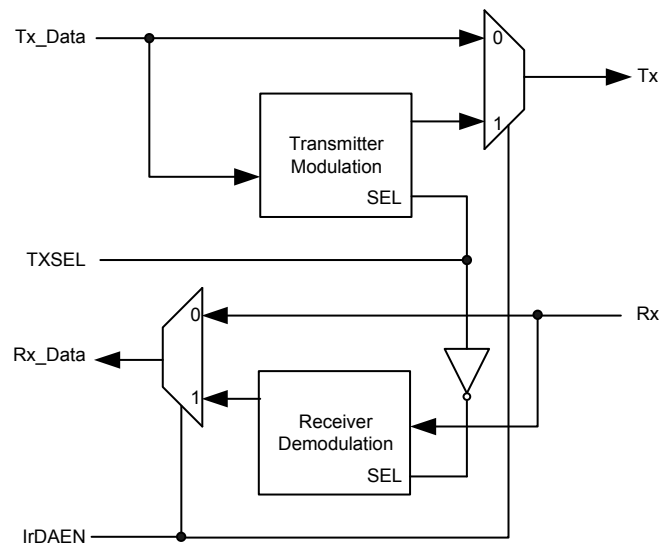 Tx_Data
0
Tx
1
Transmitter
Modulation
SEL
TXSEL
0
Rx
Rx_Data
1
Receiver
Demodulation
SEL
IrDAEN